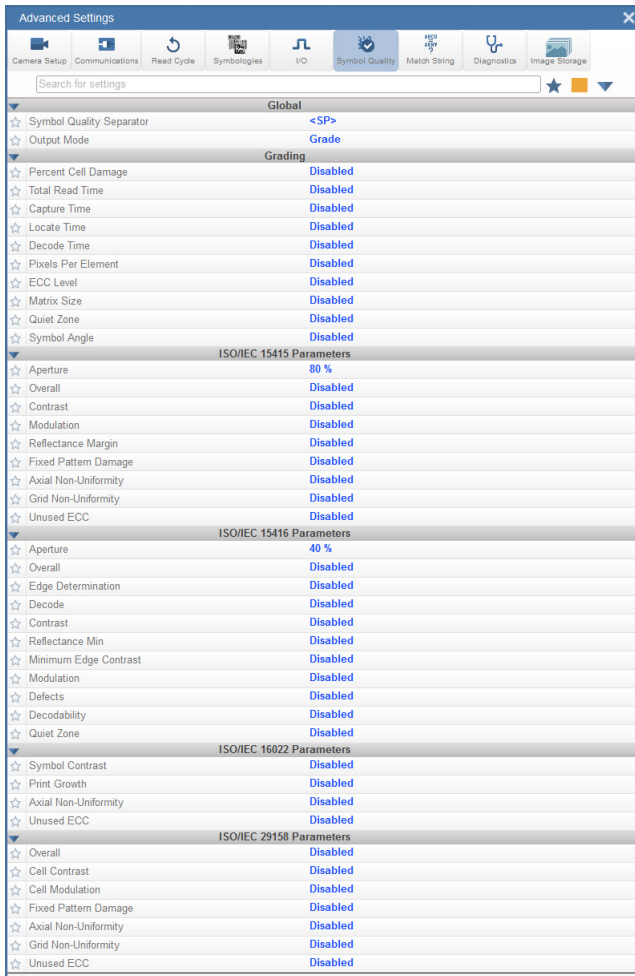 Advanced Settings
Camera Setup Communications Read Cycle Symbologies I/O Symbol Quality Match String Diagnostics Image Storage
Search for settings
Global
Symbol Quality Separator <SP>
Output Mode Grade
Grading
Percent Cell Damage Disabled
Total Read Time Disabled
Capture Time Disabled
Locate Time Disabled
Decode Time Disabled
Pixels Per Element Disabled
ECC Level Disabled
Matrix Size Disabled
Quiet Zone Disabled
Symbol Angle Disabled
ISO/IEC 15415 Parameters
Aperture 80 %
Overall Disabled
Contrast Disabled
Modulation Disabled
Reflectance Margin Disabled
Fixed Pattern Damage Disabled
Axial Non-Uniformity Disabled
Grid Non-Uniformity Disabled
Unused ECC Disabled
ISO/IEC 15416 Parameters
Aperture 40 %
Overall Disabled
Edge Determination Disabled
Decode Disabled
Contrast Disabled
Reflectance Min Disabled
Minimum Edge Contrast Disabled
Modulation Disabled
Defects Disabled
Decodability Disabled
Quiet Zone Disabled
ISO/IEC 16022 Parameters
Symbol Contrast Disabled
Print Growth Disabled
Axial Non-Uniformity Disabled
Unused ECC Disabled
ISO/IEC 29158 Parameters
Overall Disabled
Cell Contrast Disabled
Cell Modulation Disabled
Fixed Pattern Damage Disabled
Axial Non-Uniformity Disabled
Grid Non-Uniformity Disabled
Unused ECC Disabled